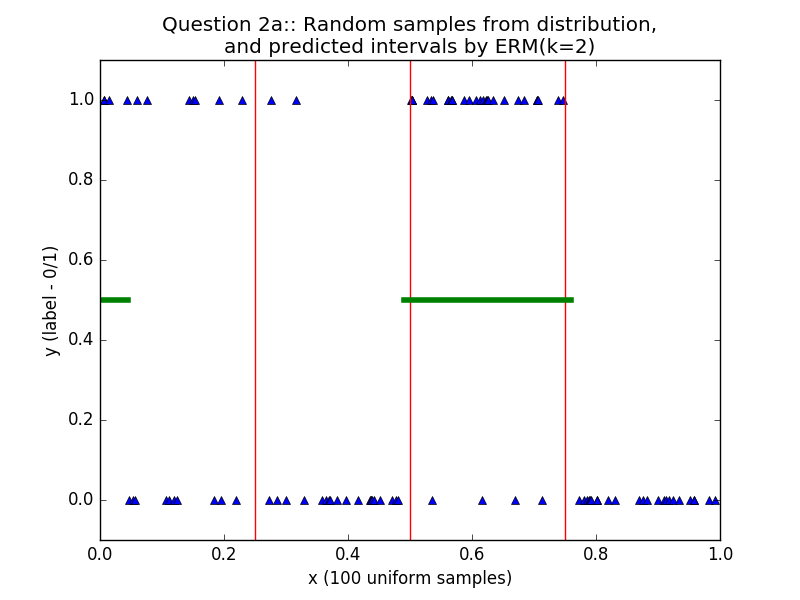 Question 2a:: Random samples from distribution,
and predicted intervals by ERM(k=2)
1.0
0.8
0.6
0.4
0.2
0.0
y (label - 0/1)
0.0 0.2 0.4 0.6 0.8 1.0
x (100 uniform samples)